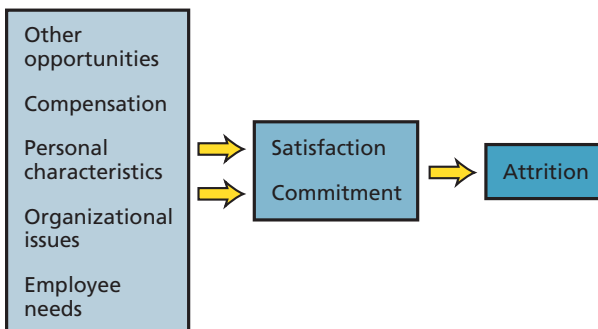 Other
opportunities
Compensation
Personal
characteristics
Organizational
issues
Employee
needs
Satisfaction
Commitment
Attrition